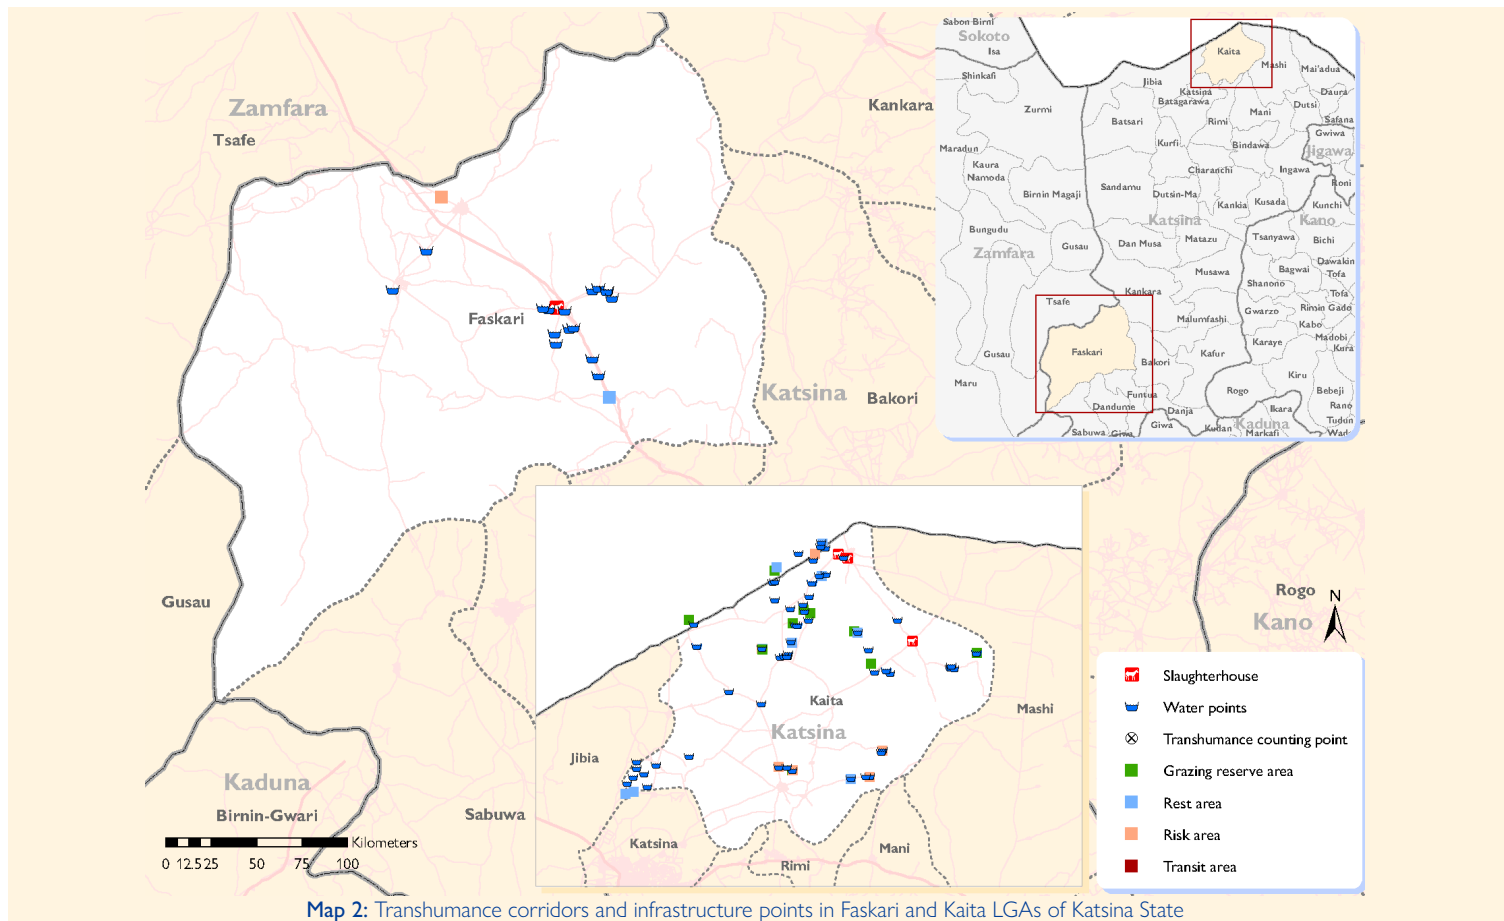 Zamfara
Tsafe
Kankara
Faskari
Katsina
Bakori
Gusau
Kaduna
Birnin-Gwari
Sabuwa
Rogo
Kano
N
Kilometers
0 12.5 25 50 75 100
Sabon Birni
Sokoto
Isa
Kaita
Mashi
Mai'adua
Shinkafi
Jibia
Katsina
Batagarawa
Daura
Dutsi
Zurmi
Batsari
Rimi
Mani
Safana
Gwiwa
Maradun
Kurfi
Bindawa
Jigawa
Kaura
Namoda
Charanchi
Ingawa
Roni
Birnin Magaji
Sandamu
Dutsin-Ma
Kankia
Kusada
Kunchi
Katsina
Kano
Bungudu
Zamfara
Gusau
Dan Musa
Matazu
Tsanyawa
Bichi
Dawakin
Tofa
Musawa
Bagwai
Shanono
Tofa
Tsafe
Kankara
Gwarzo
Rimin Gado
Malumfashi
Kabo
Madobi
Kura
Karaye
Gusau
Faskari
Bakori
Kafur
Kiru
Maru
Funtua
Rogo
Bebeji
Dandume
Danja
Ikara
Rano
Sabuwa
Giwa
Giwa
Kudan
Kaduna
Markafi
Tudun
Wad
Kaita
Katsina
Mashi
Jibia
Katsina
Rimi
Mani
Slaughterhouse
Water points
Transhumance counting point
Grazing reserve area
Rest area
Risk area
Transit area
Map 2: Transhumance corridors and infrastructure points in Faskari and Kaita LGAs of Katsina State